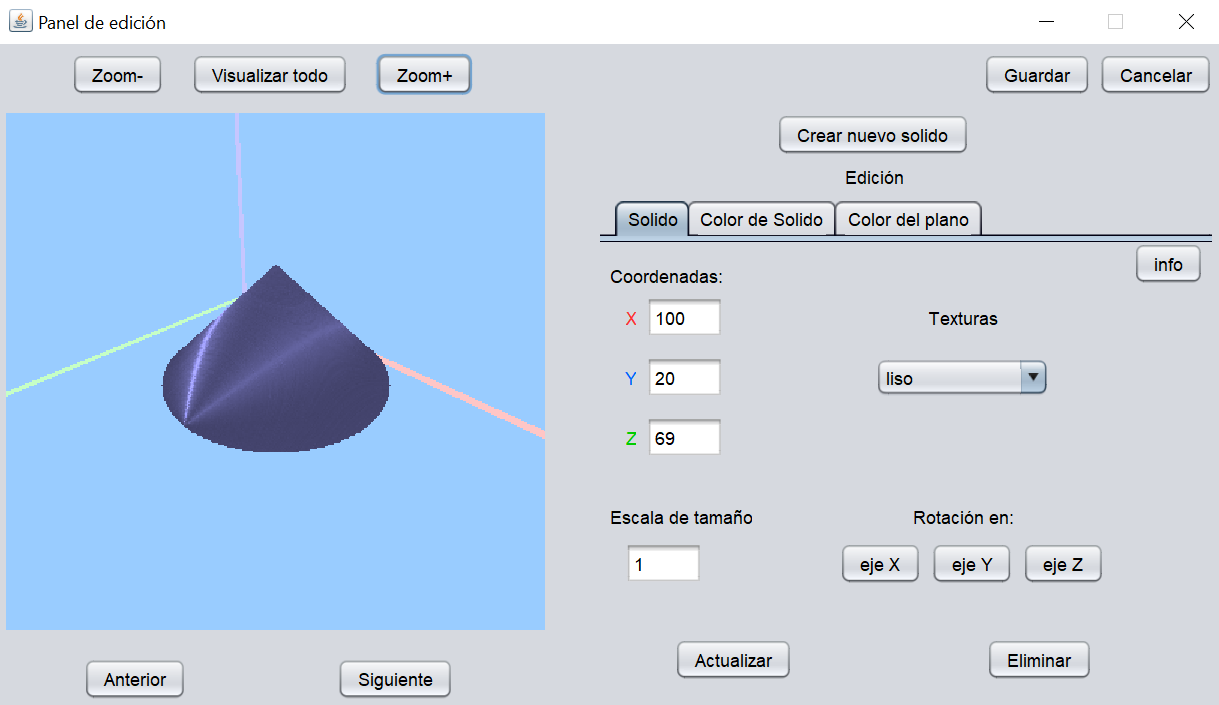 Panel de edición
Zoom-
Visualizar todo
Zoom+
Guardar
Cancelar
Crear nuevo solido
Edición
Solido
Color de Solido
Color del plano
info
Coordenadas:
X 100
Texturas
Y 20
liso
Z 69
Escala de tamaño
Rotación en:
1
eje X
eje Y
eje Z
Actualizar
Eliminar
Anterior
Siguiente